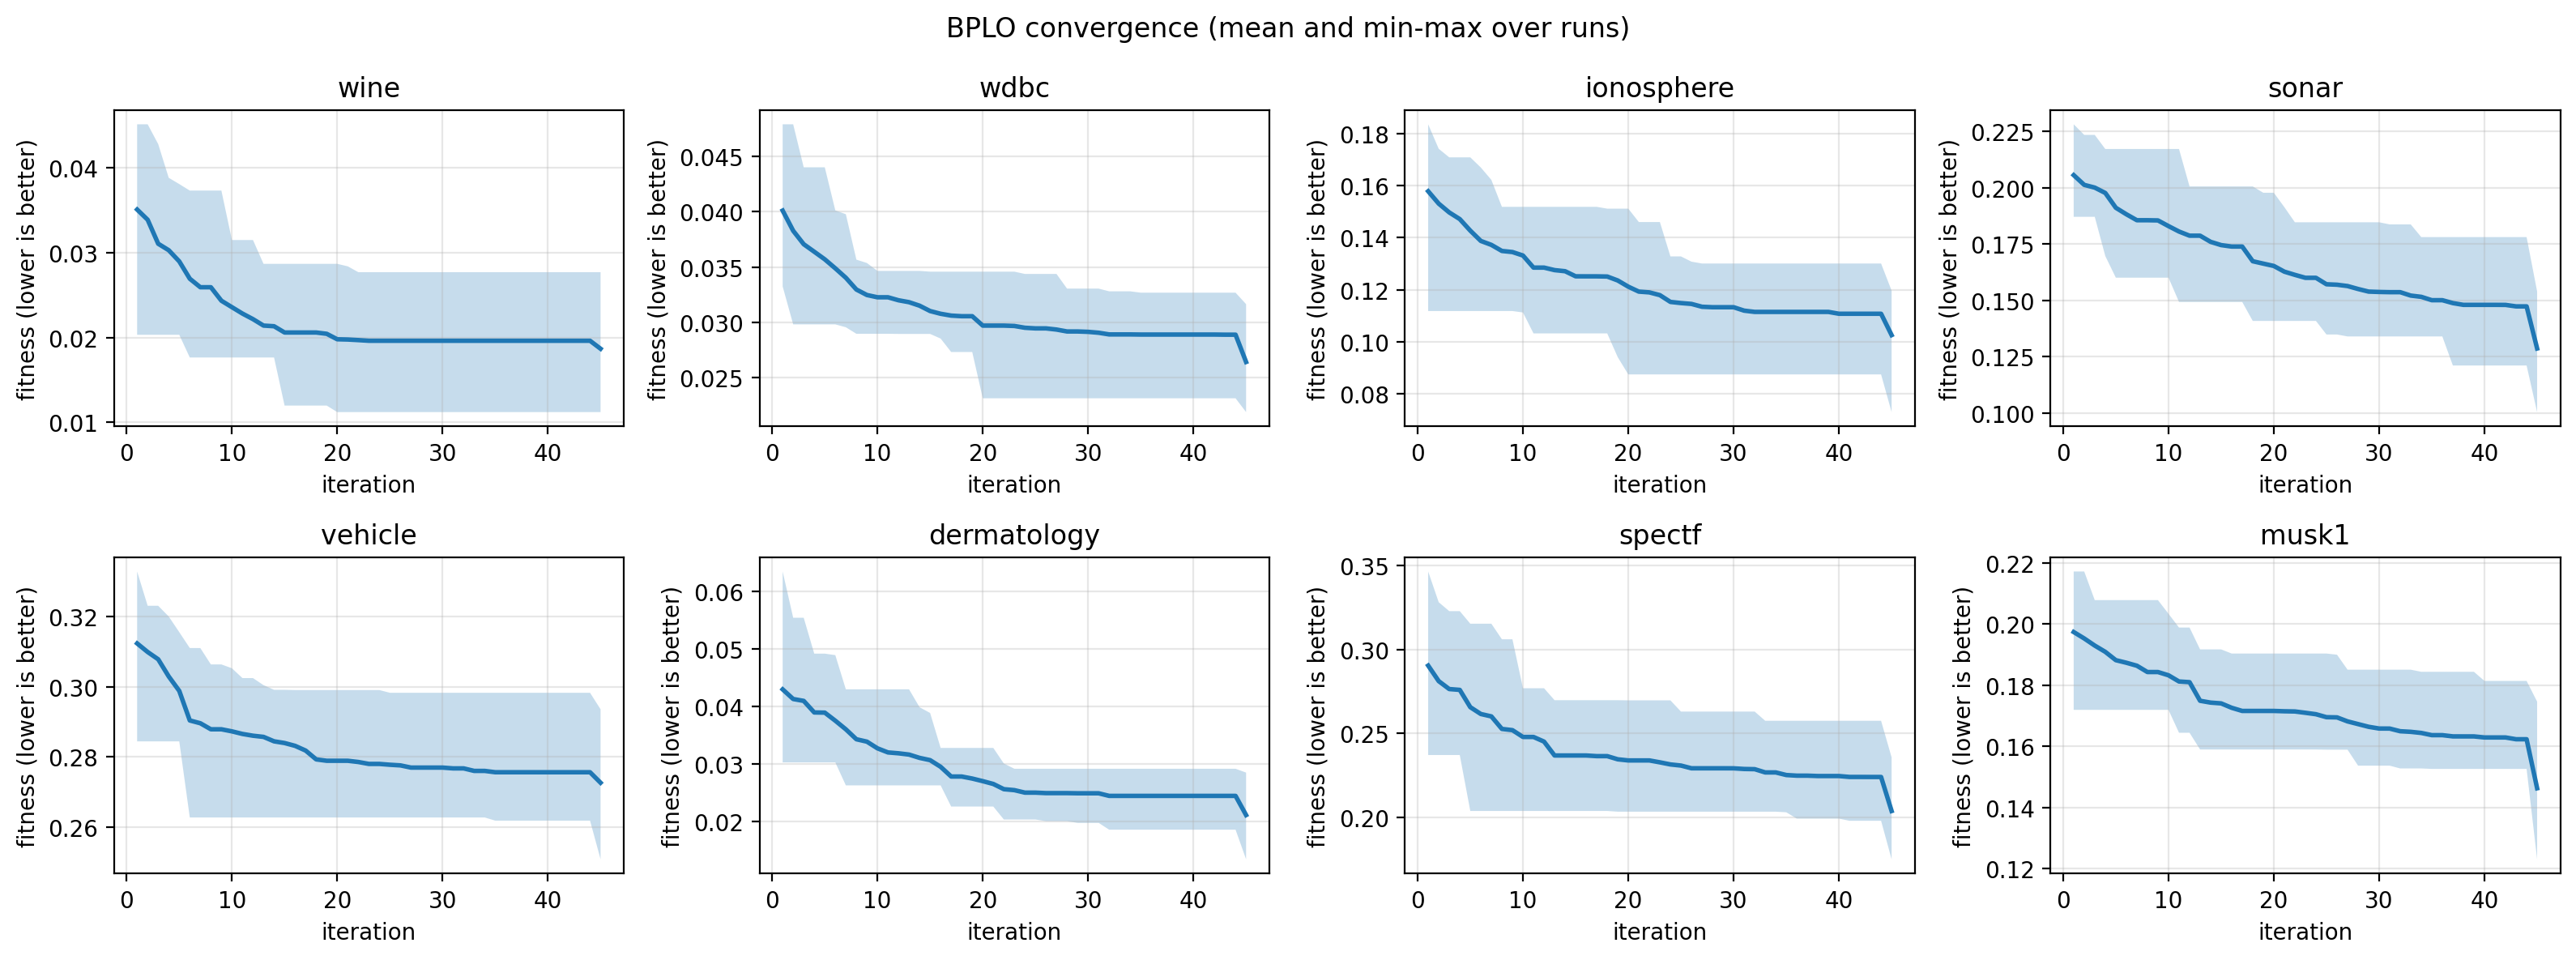 BPLO convergence (mean and min-max over runs)
wine
fitness (lower is better)
0.04
0.03
0.02
0.01
0 10 20 30 40
iteration
wdbc
fitness (lower is better)
0.045
0.040
0.035
0.030
0.025
0 10 20 30 40
iteration
ionosphere
fitness (lower is better)
0.18
0.16
0.14
0.12
0.10
0.08
0 10 20 30 40
iteration
sonar
fitness (lower is better)
0.225
0.200
0.175
0.150
0.125
0.100
0 10 20 30 40
iteration
vehicle
fitness (lower is better)
0.32
0.30
0.28
0.26
0 10 20 30 40
iteration
dermatology
fitness (lower is better)
0.06
0.05
0.04
0.03
0.02
0 10 20 30 40
iteration
spectf
fitness (lower is better)
0.35
0.30
0.25
0.20
0 10 20 30 40
iteration
musk1
fitness (lower is better)
0.22
0.20
0.18
0.16
0.14
0.12
0 10 20 30 40
iteration